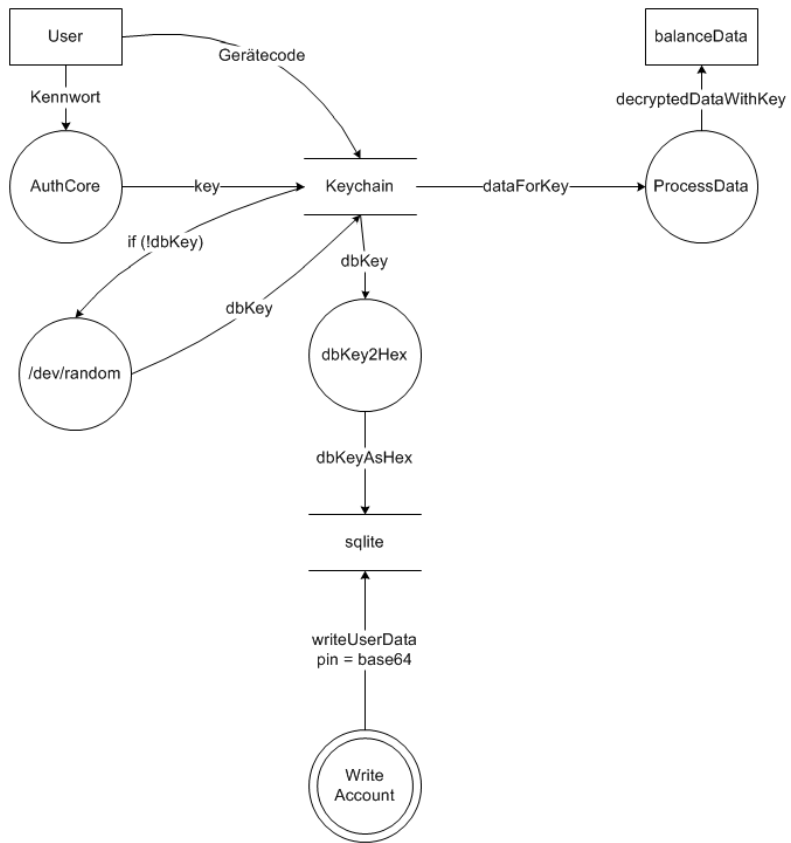 User
balanceData
Gerätecode
Kennwort
decryptedDataWithKey
AuthCore
key
Keychain
dataForKey
ProcessData
if (!dbKey)
dbKey
dbKey
/dev/random
dbKey2Hex
dbKeyAsHex
sqlite
writeUserData
pin = base64
Write
Account